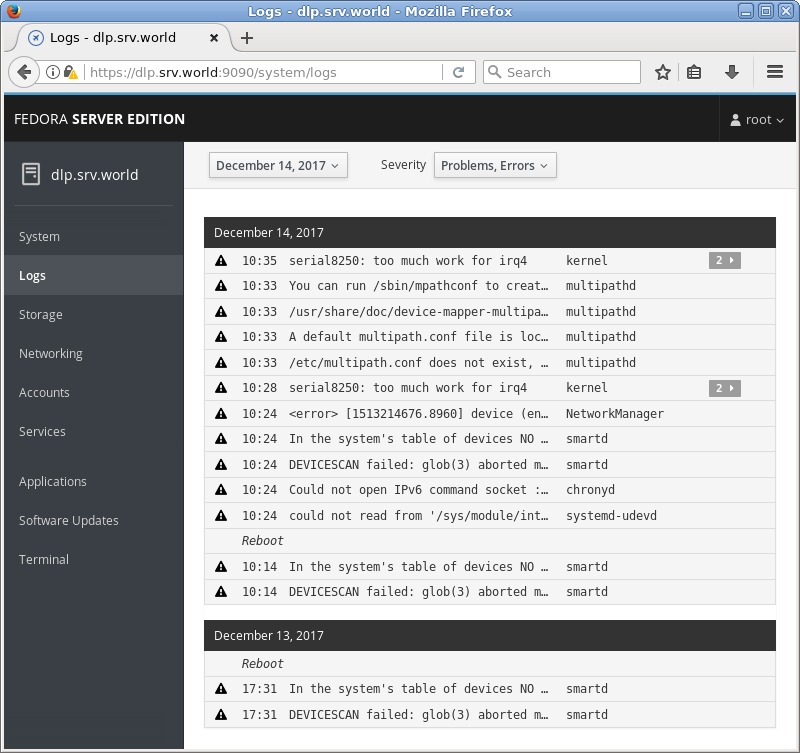 Logs - dlp.srv.world - Mozilla Firefox
Logs - dlp.srv.world
https://dlp.srv.world:9090/system/logs
Search
FEDORA SERVER EDITION
root
dlp.srv.world
System
Logs
Storage
Networking
Accounts
Services
Applications
Software Updates
Terminal
December 14, 2017 Severity Problems, Errors
December 14, 2017
10:35 serial8250: too much work for irq4 kernel 2
10:33 You can run /sbin/mpathconf to creat… multipathd
10:33 /usr/share/doc/device-mapper-multipa… multipathd
10:33 A default multipath.conf file is loc… multipathd
10:33 /etc/multipath.conf does not exist, … multipathd
10:28 serial8250: too much work for irq4 kernel 2
10:24 <error> [1513214676.8960] device (en… NetworkManager
10:24 In the system's table of devices NO … smartd
10:24 DEVICESCAN failed: glob(3) aborted m… smartd
10:24 Could not open IPv6 command socket :… chronyd
10:24 could not read from '/sys/module/int… systemd-udevd
Reboot
10:14 In the system's table of devices NO … smartd
10:14 DEVICESCAN failed: glob(3) aborted m… smartd
December 13, 2017
Reboot
17:31 In the system's table of devices NO … smartd
17:31 DEVICESCAN failed: glob(3) aborted m… smartd